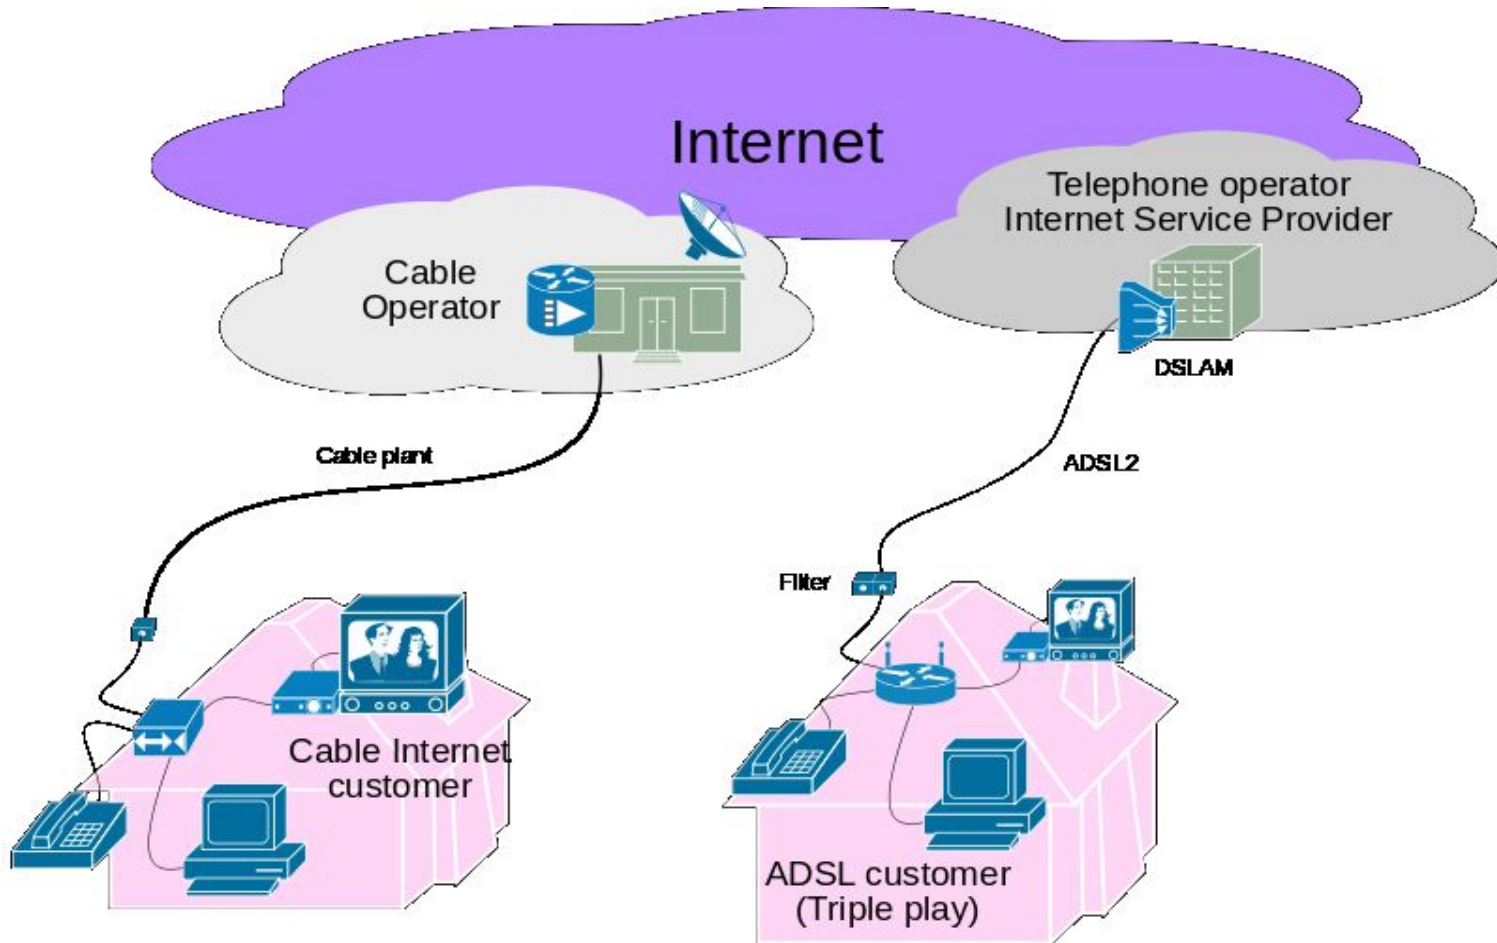 Internet
Telephone operator
Internet Service Provider
Cable
Operator
DSLAM
Cable plant
ADSL2
Filter
Cable Internet
customer
ADSL customer
(Triple play)